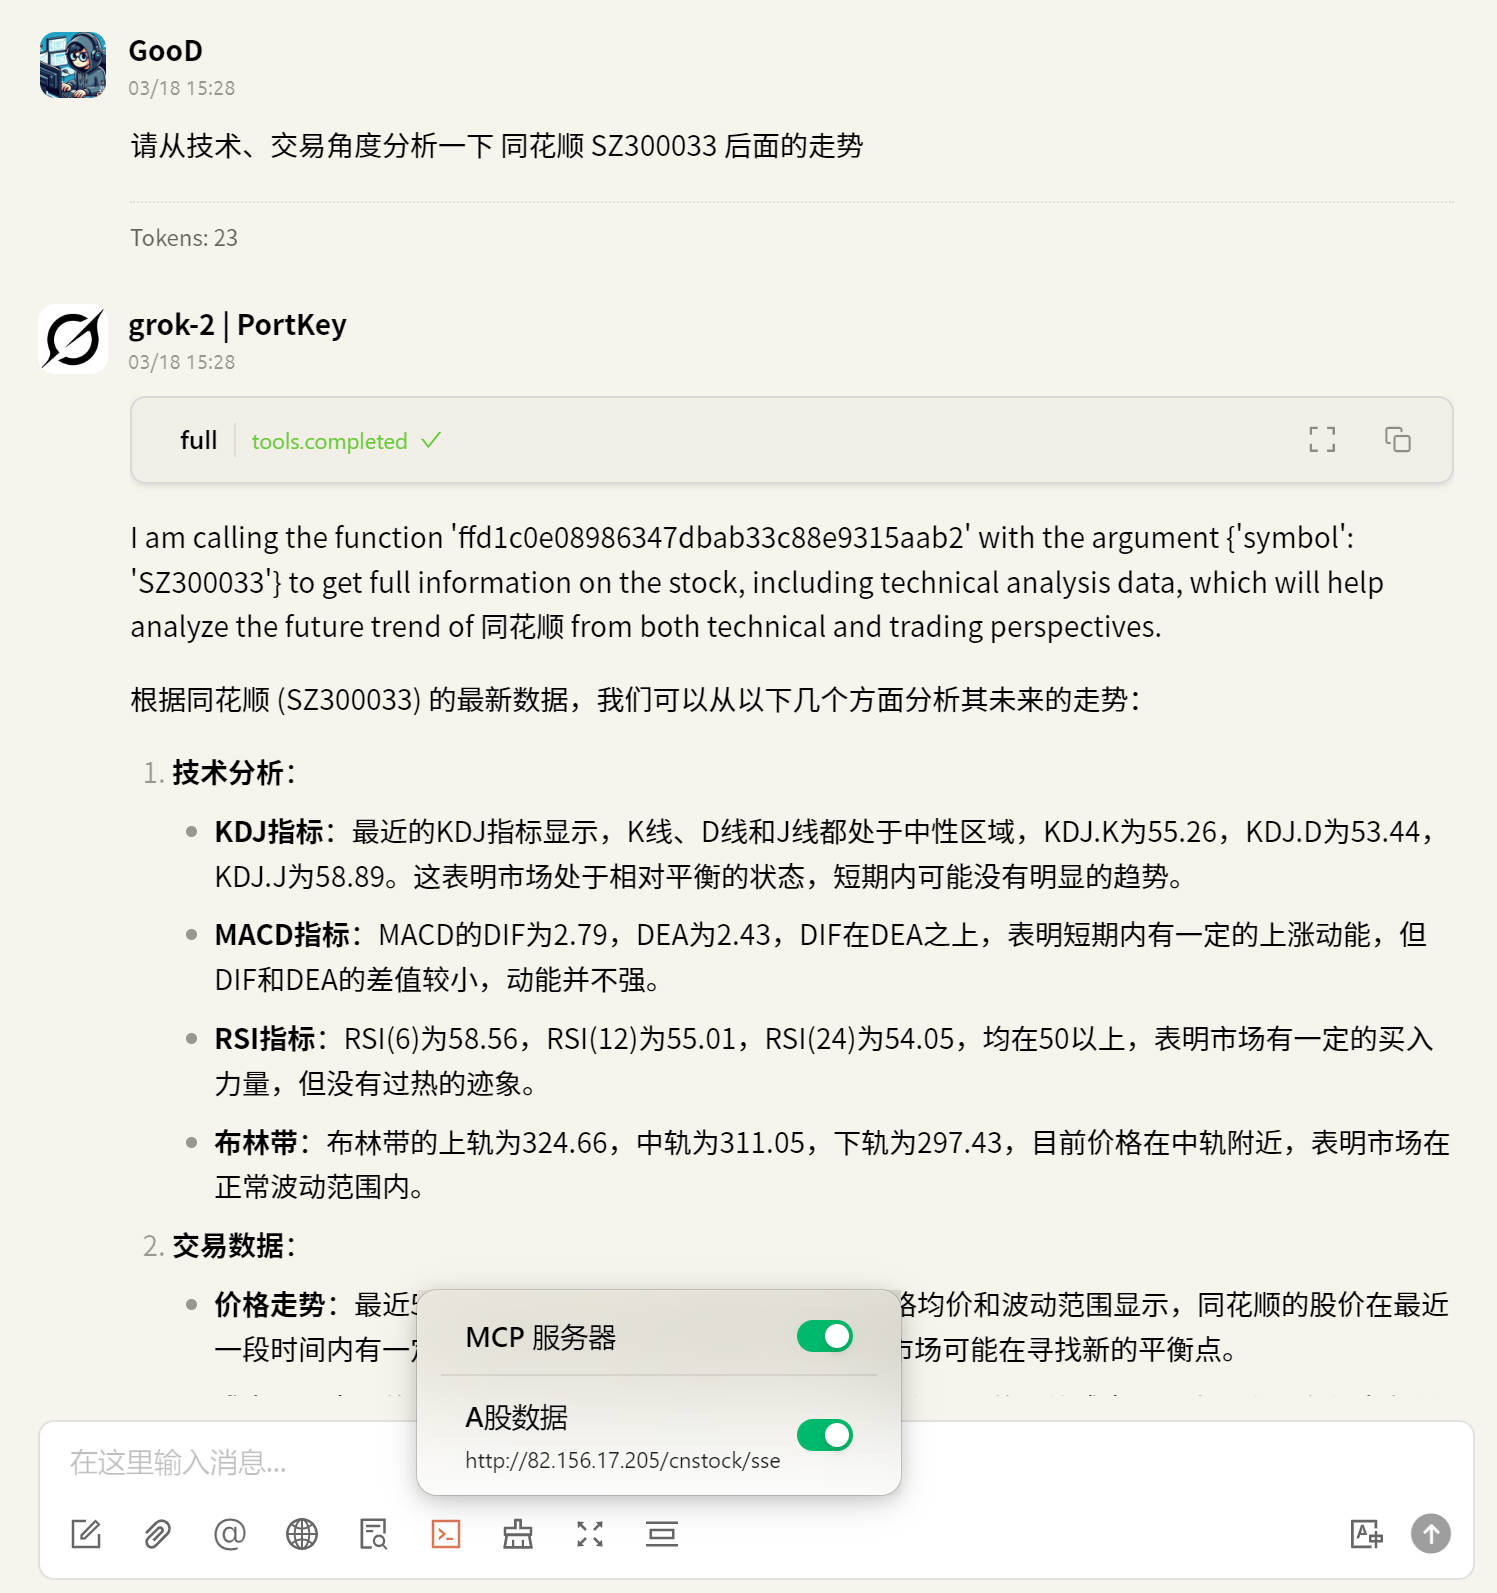 GooD
03/18 15:28
请从技术、交易角度分析一下 同花顺 SZ300033 后面的走势
Tokens: 23
grok-2 | PortKey
03/18 15:28
full
tools.completed
I am calling the function 'ffd1c0e08986347dbab33c88e9315aab2' with the argument {'symbol':
'SZ300033'} to get full information on the stock, including technical analysis data, which will help
analyze the future trend of 同花顺 from both technical and trading perspectives.
根据同花顺 (SZ300033) 的最新数据，我们可以从以下几个方面分析其未来的走势：
1. 技术分析：
KDJ指标：最近的KDJ指标显示，K线、D线和J线都处于中性区域，KDJ.K为55.26，KDJ.D为53.44，
KDJ.J为58.89。这表明市场处于相对平衡的状态，短期内可能没有明显的趋势。
MACD指标：MACD的DIF为2.79，DEA为2.43，DIF在DEA之上，表明短期内有一定的上涨动能，但
DIF和DEA的差值较小，动能并不强。
RSI指标：RSI(6)为58.56，RSI(12)为55.01，RSI(24)为54.05，均在50以上，表明市场有一定的买入
力量，但没有过热的迹象。
布林带：布林带的上轨为324.66，中轨为311.05，下轨为297.43，目前价格在中轨附近，表明市场在
正常波动范围内。
2. 交易数据：
价格走势：最近 格均价和波动范围显示，同花顺的股价在最近
一段时间内有一 市场可能在寻找新的平衡点。
MCP 服务器
A股数据
http://82.156.17.205/cnstock/sse
在这里输入消息...